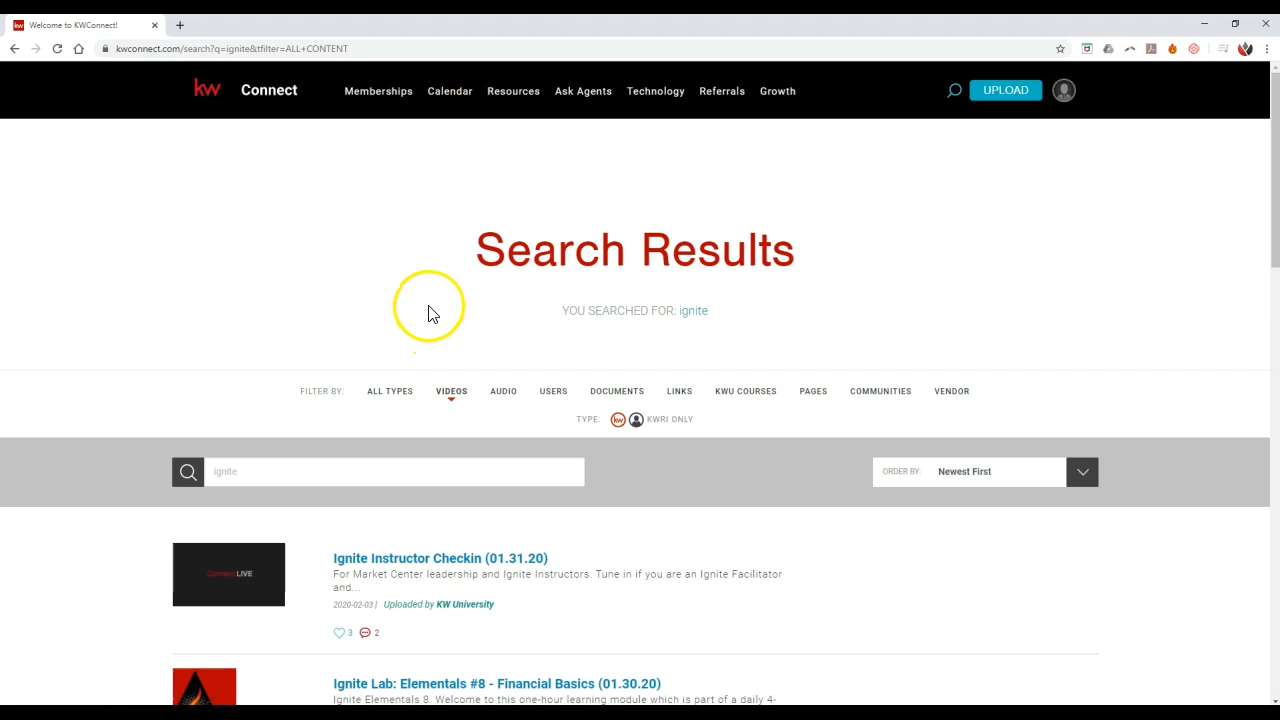 Welcome to KWConnect!
kwconnect.com/search?q=ignite&tfilter=ALL+CONTENT
kw Connect Memberships Calendar Resources Ask Agents Technology Referrals Growth UPLOAD
Search Results
YOU SEARCHED FOR: ignite
FILTER BY: ALL TYPES VIDEOS AUDIO USERS DOCUMENTS LINKS KWU COURSES PAGES COMMUNITIES VENDOR
TYPE: kw KWRI ONLY
ignite ORDER BY: Newest First
ConnectLIVE
Ignite Instructor Checkin (01.31.20)
For Market Center leadership and Ignite Instructors. Tune in if you are an Ignite Facilitator
and...
2020-02-03 | Uploaded by KW University
3 2
Ignite Lab: Elementals #8 - Financial Basics (01.30.20)
Ignite Elementals 8. Welcome to this one-hour learning module which is part of a daily 4-